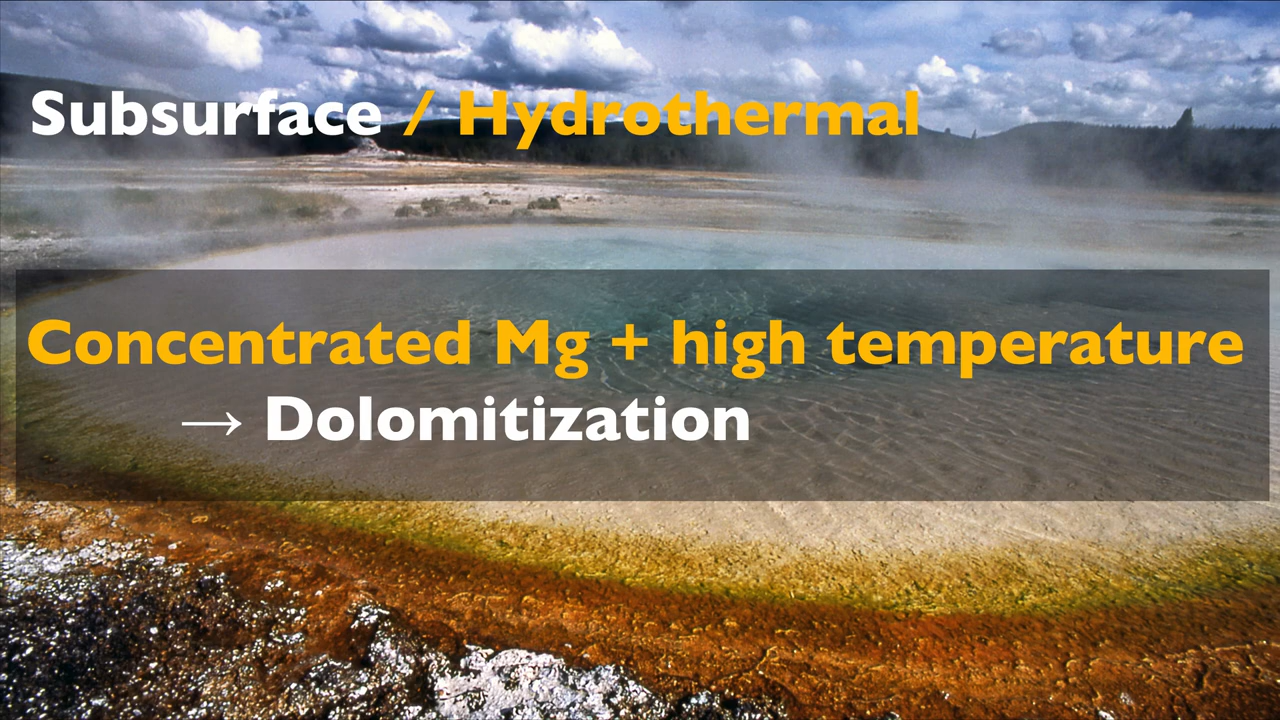 Subsurface / Hydrothermal
Concentrated Mg + high temperature
→ Dolomitization